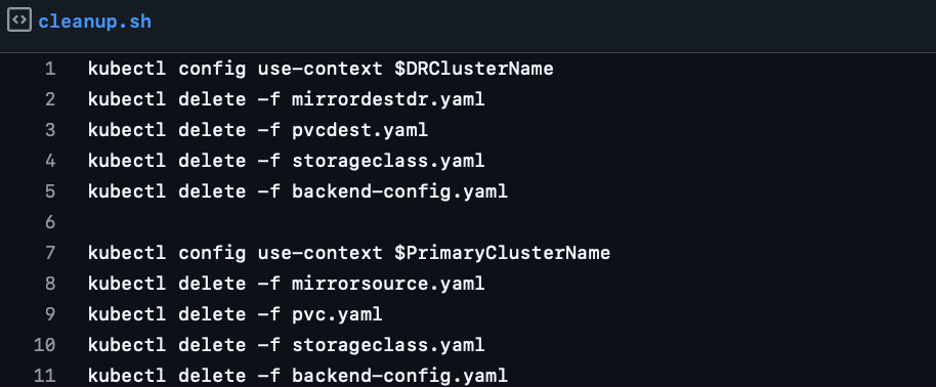 cleanup.sh
1 kubectl config use-context $DRClusterName
2 kubectl delete -f mirrordestdr.yaml
3 kubectl delete -f pvcdest.yaml
4 kubectl delete -f storageclass.yaml
5 kubectl delete -f backend-config.yaml
6
7 kubectl config use-context $PrimaryClusterName
8 kubectl delete -f mirrorsource.yaml
9 kubectl delete -f pvc.yaml
10 kubectl delete -f storageclass.yaml
11 kubectl delete -f backend-config.yaml